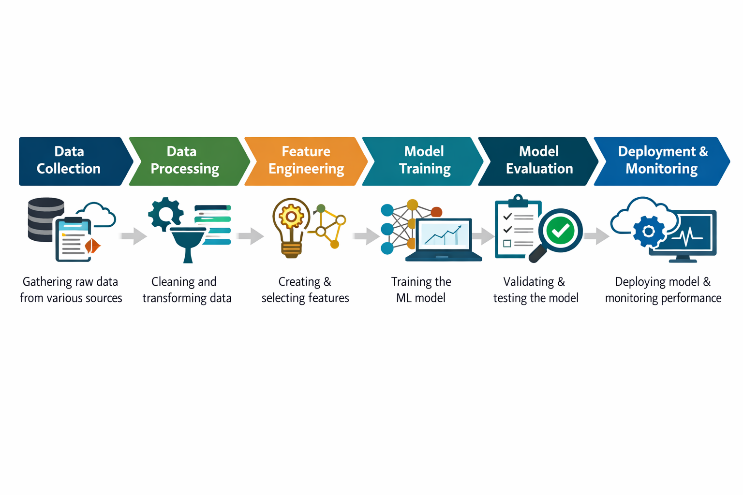 Data
Collection
Data
Processing
Feature
Engineering
Model
Training
Model
Evaluation
Deployment &
Monitoring
Gathering raw data
from various sources
Cleaning and
transforming data
Creating &
selecting features
Training the
ML model
Validating &
testing the model
Deploying model &
monitoring performance